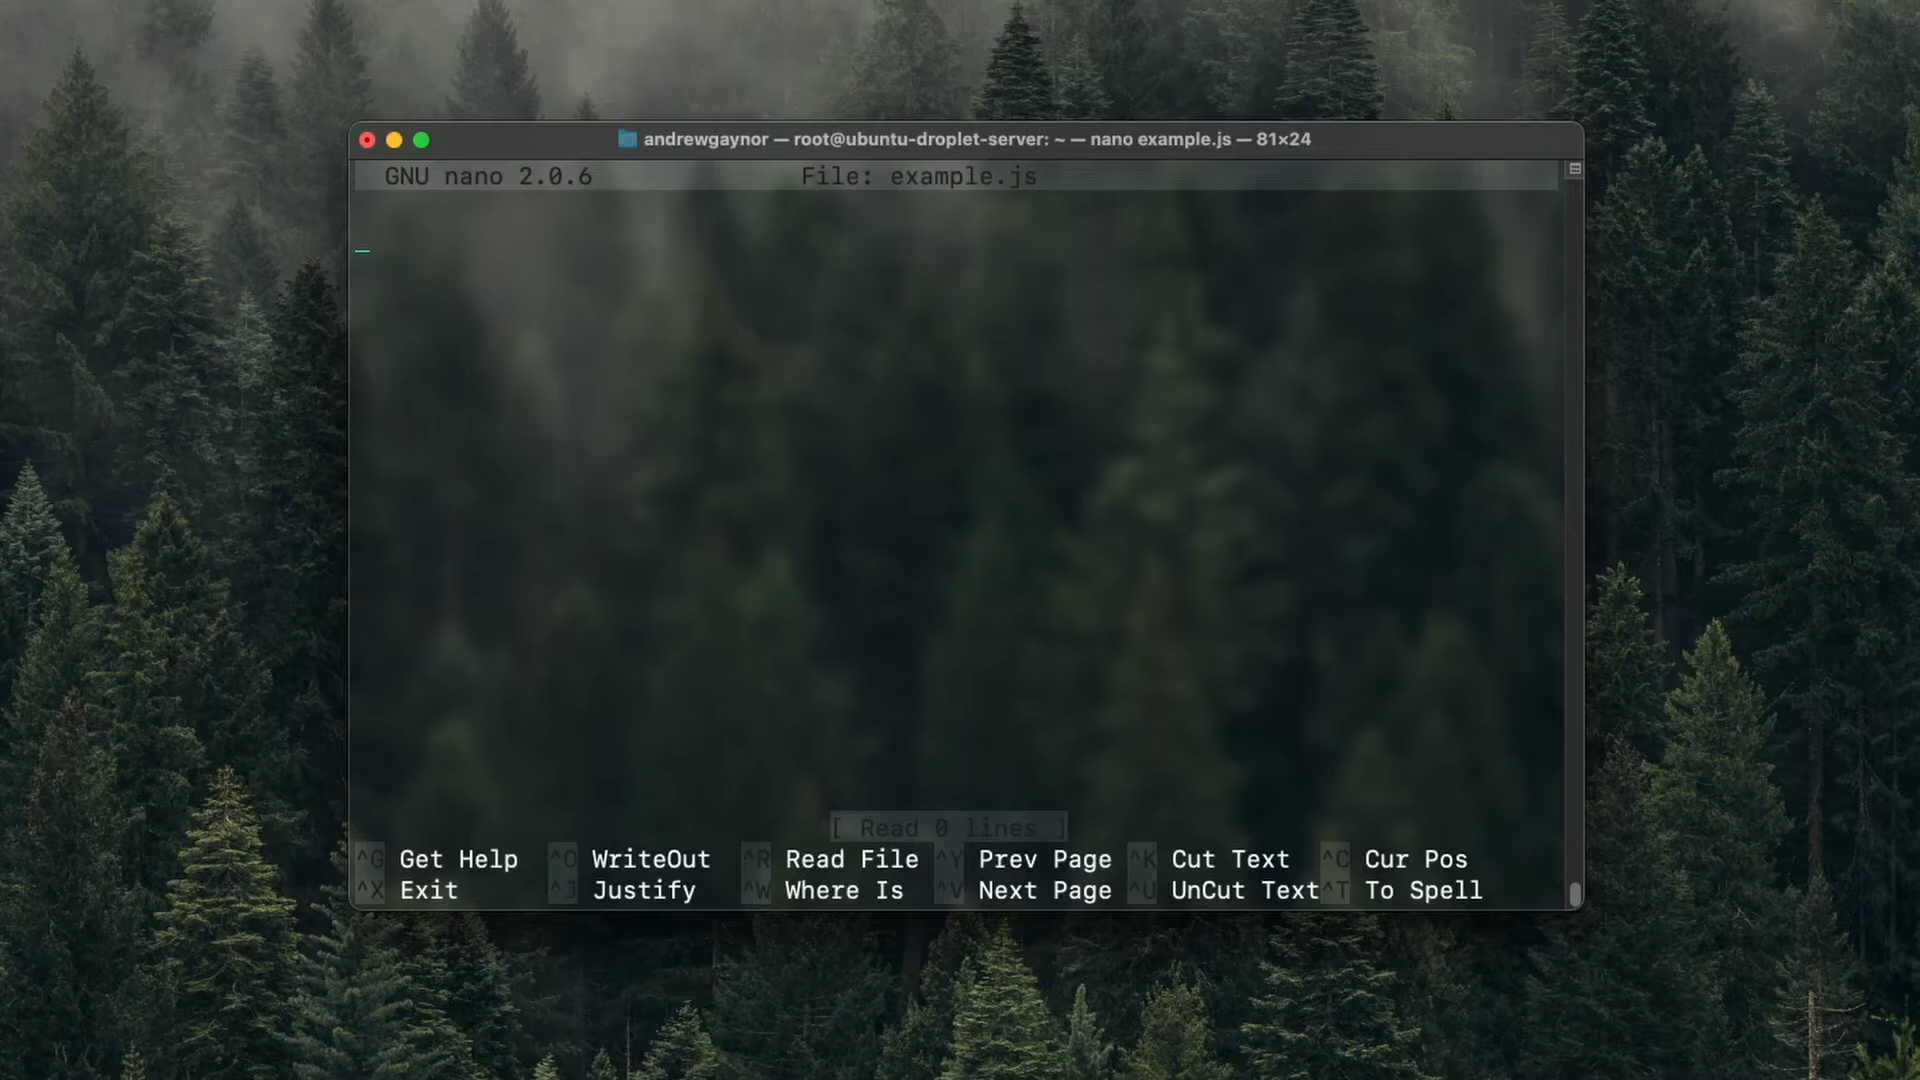 andrewgaynor — root@ubuntu-droplet-server: ~ — nano example.js — 81×24
GNU nano 2.0.6 File: example.js
[ Read 0 lines ]
^G Get Help ^O WriteOut ^R Read File ^Y Prev Page ^K Cut Text ^C Cur Pos
^X Exit ^J Justify ^W Where Is ^V Next Page ^U UnCut Text ^T To Spell